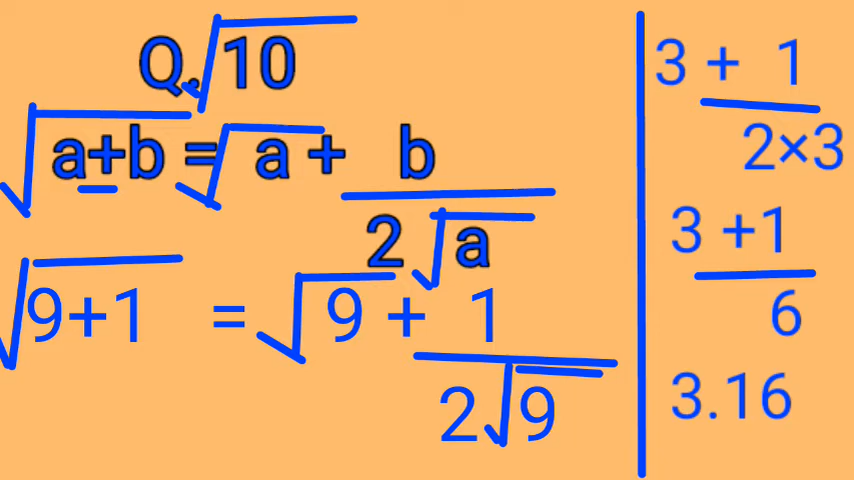 Q.√10
√a+b = √a + b
2√a
√9+1 = √9 + 1
2√9
3 + 1
2×3
3 +1
6
3.16